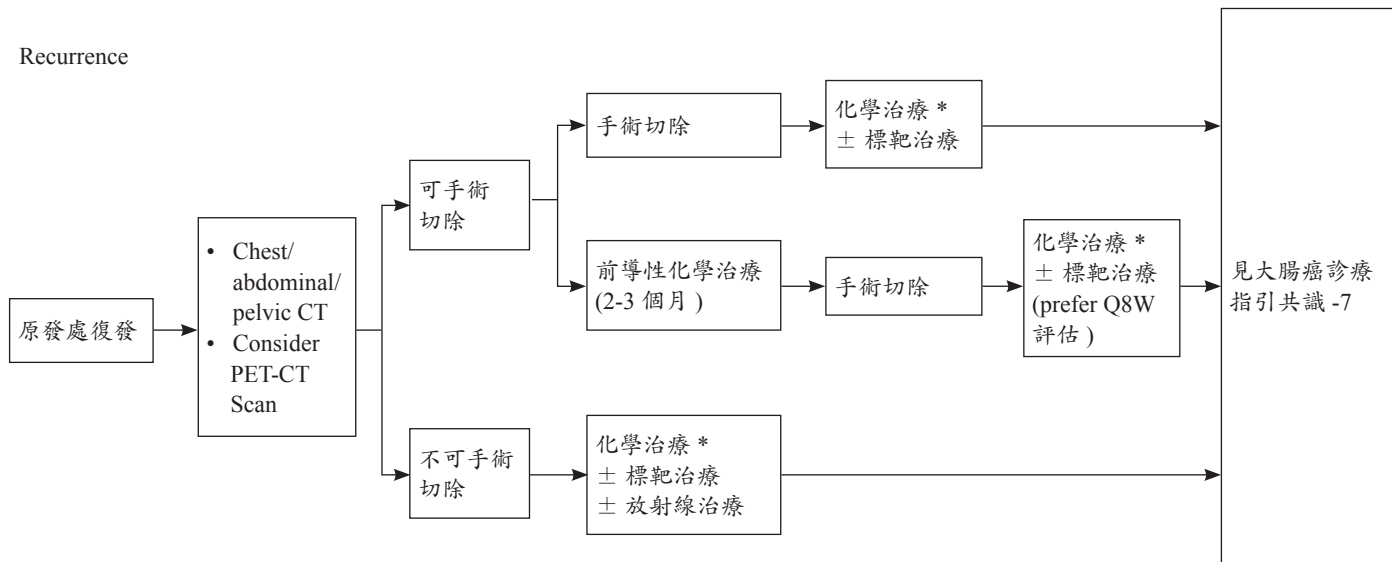 Recurrence
原發處復發
• Chest/
abdominal/
pelvic CT
• Consider
PET-CT
Scan
可手術
切除
手術切除
化學治療 *
± 標靶治療
前導性化學治療
(2-3 個月 )
手術切除
化學治療 *
± 標靶治療
(prefer Q8W
評估 )
不可手術
切除
化學治療 *
± 標靶治療
± 放射線治療
見大腸癌診療
指引共識 -7